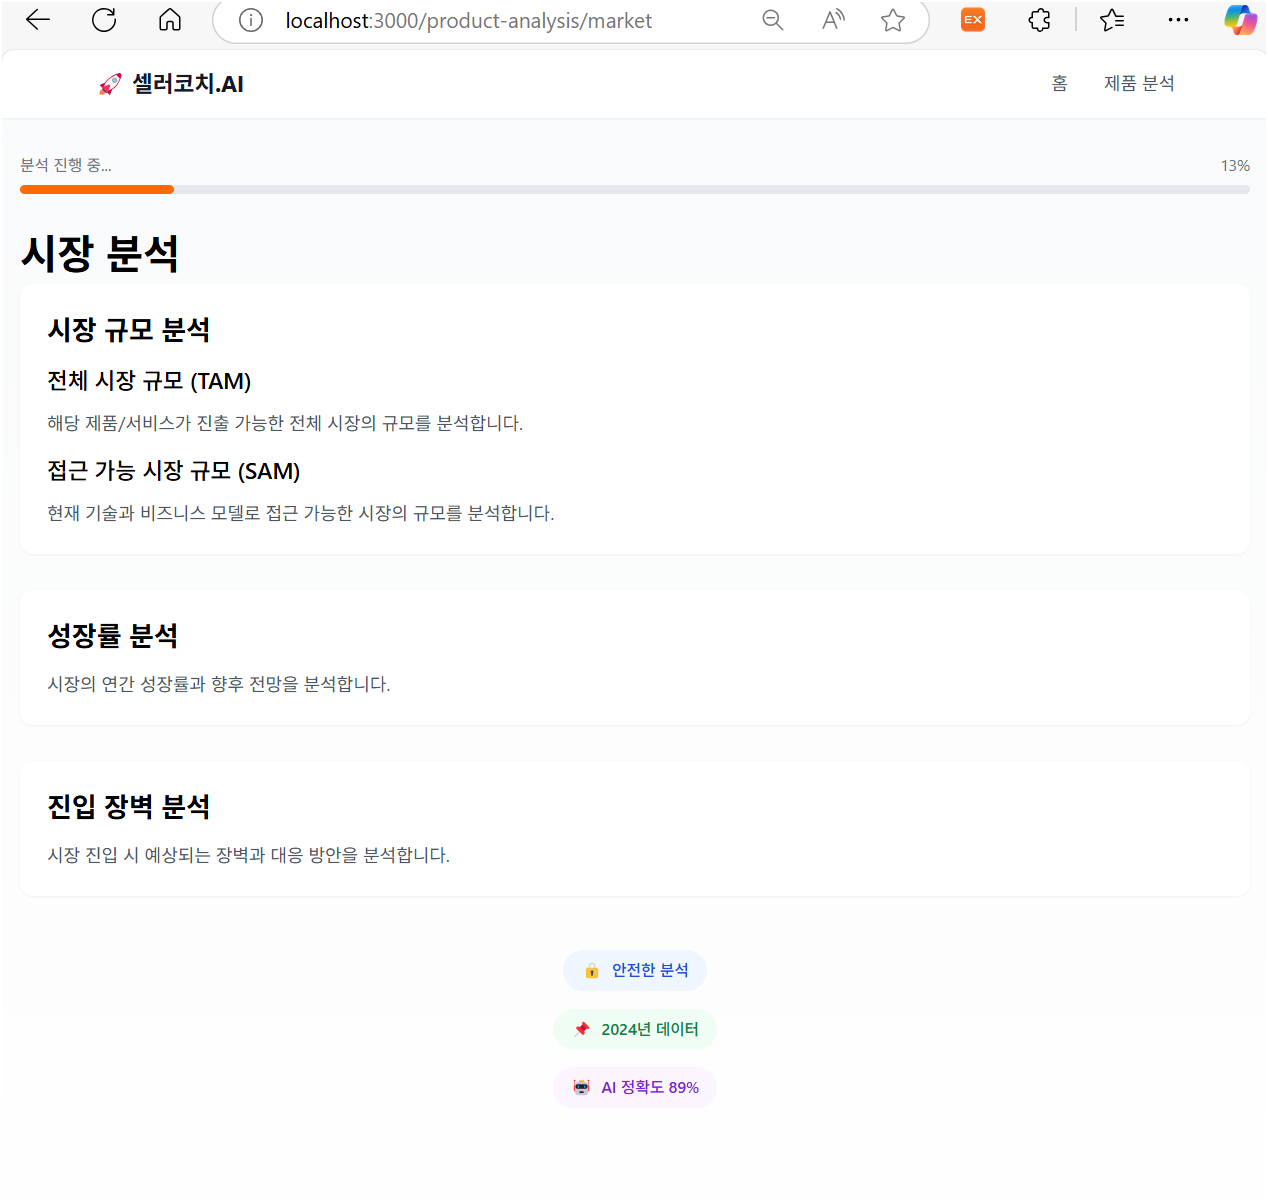 localhost:3000/product-analysis/market
EX
셀러코치.AI
홈
제품 분석
분석 진행 중...
13%
시장 분석
시장 규모 분석
전체 시장 규모 (TAM)
해당 제품/서비스가 진출 가능한 전체 시장의 규모를 분석합니다.
접근 가능 시장 규모 (SAM)
현재 기술과 비즈니스 모델로 접근 가능한 시장의 규모를 분석합니다.
성장률 분석
시장의 연간 성장률과 향후 전망을 분석합니다.
진입 장벽 분석
시장 진입 시 예상되는 장벽과 대응 방안을 분석합니다.
안전한 분석
2024년 데이터
AI 정확도 89%